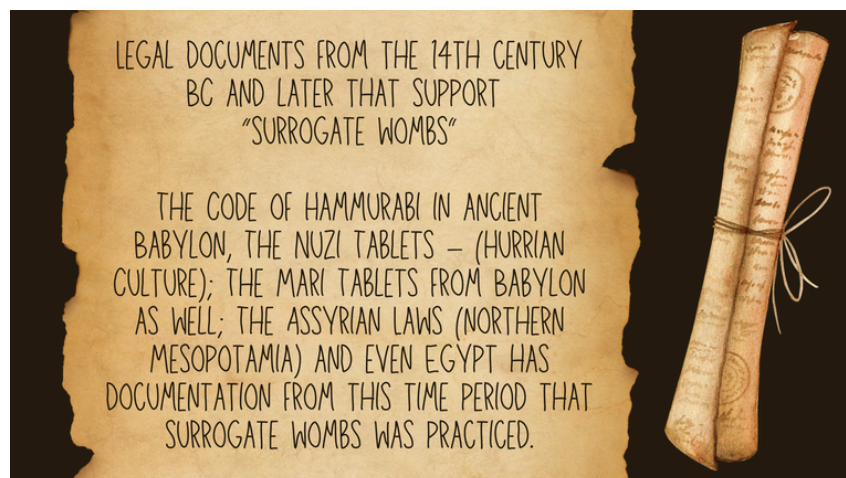 LEGAL DOCUMENTS FROM THE 14TH CENTURY
BC AND LATER THAT SUPPORT
"SURROGATE WOMBS"
THE CODE OF HAMMURABI IN ANCIENT
BABYLON, THE NUZI TABLETS – (HURRIAN
CULTURE); THE MARI TABLETS FROM BABYLON
AS WELL; THE ASSYRIAN LAWS (NORTHERN
MESOPOTAMIA) AND EVEN EGYPT HAS
DOCUMENTATION FROM THIS TIME PERIOD THAT
SURROGATE WOMBS WAS PRACTICED.